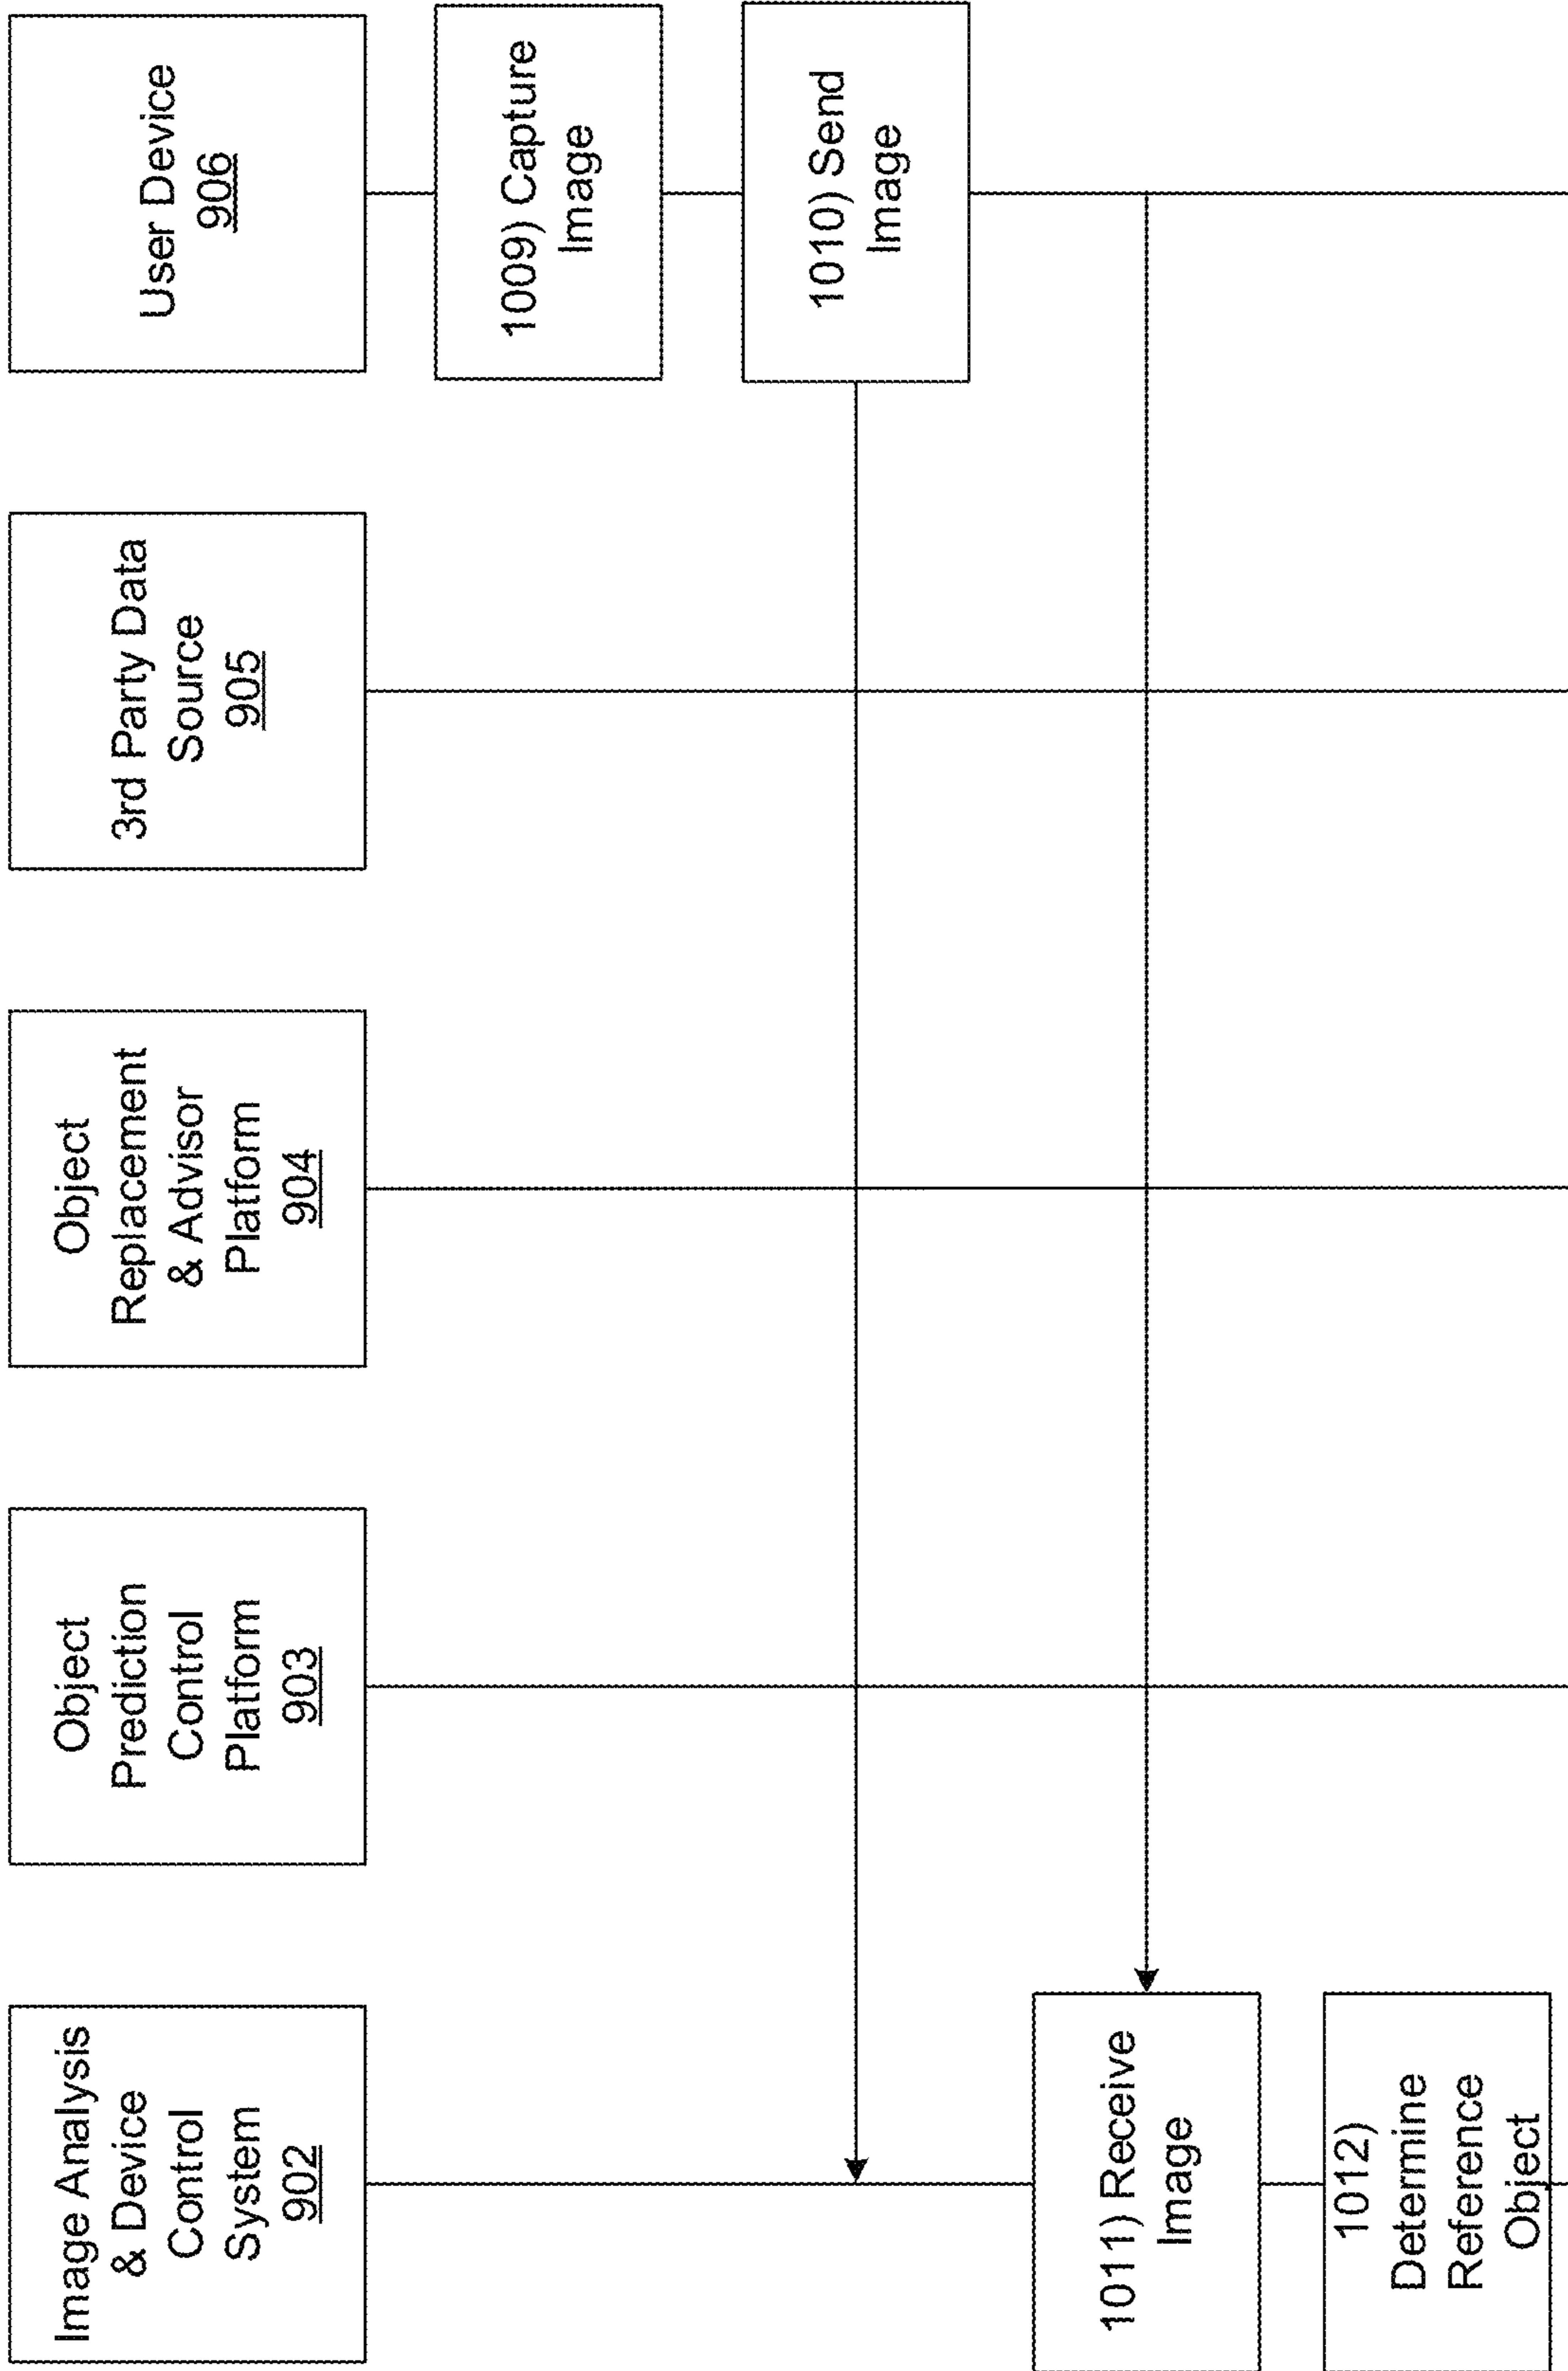 Image Analysis
& Device
Control
System
902
Object
Prediction
Control
Platform
903
Object
Replacement
& Advisor
Platform
904
3rd Party Data
Source
905
User Device
906
1009) Capture
Image
1010) Send
Image
1011) Receive
Image
1012)
Determine
Reference
Object